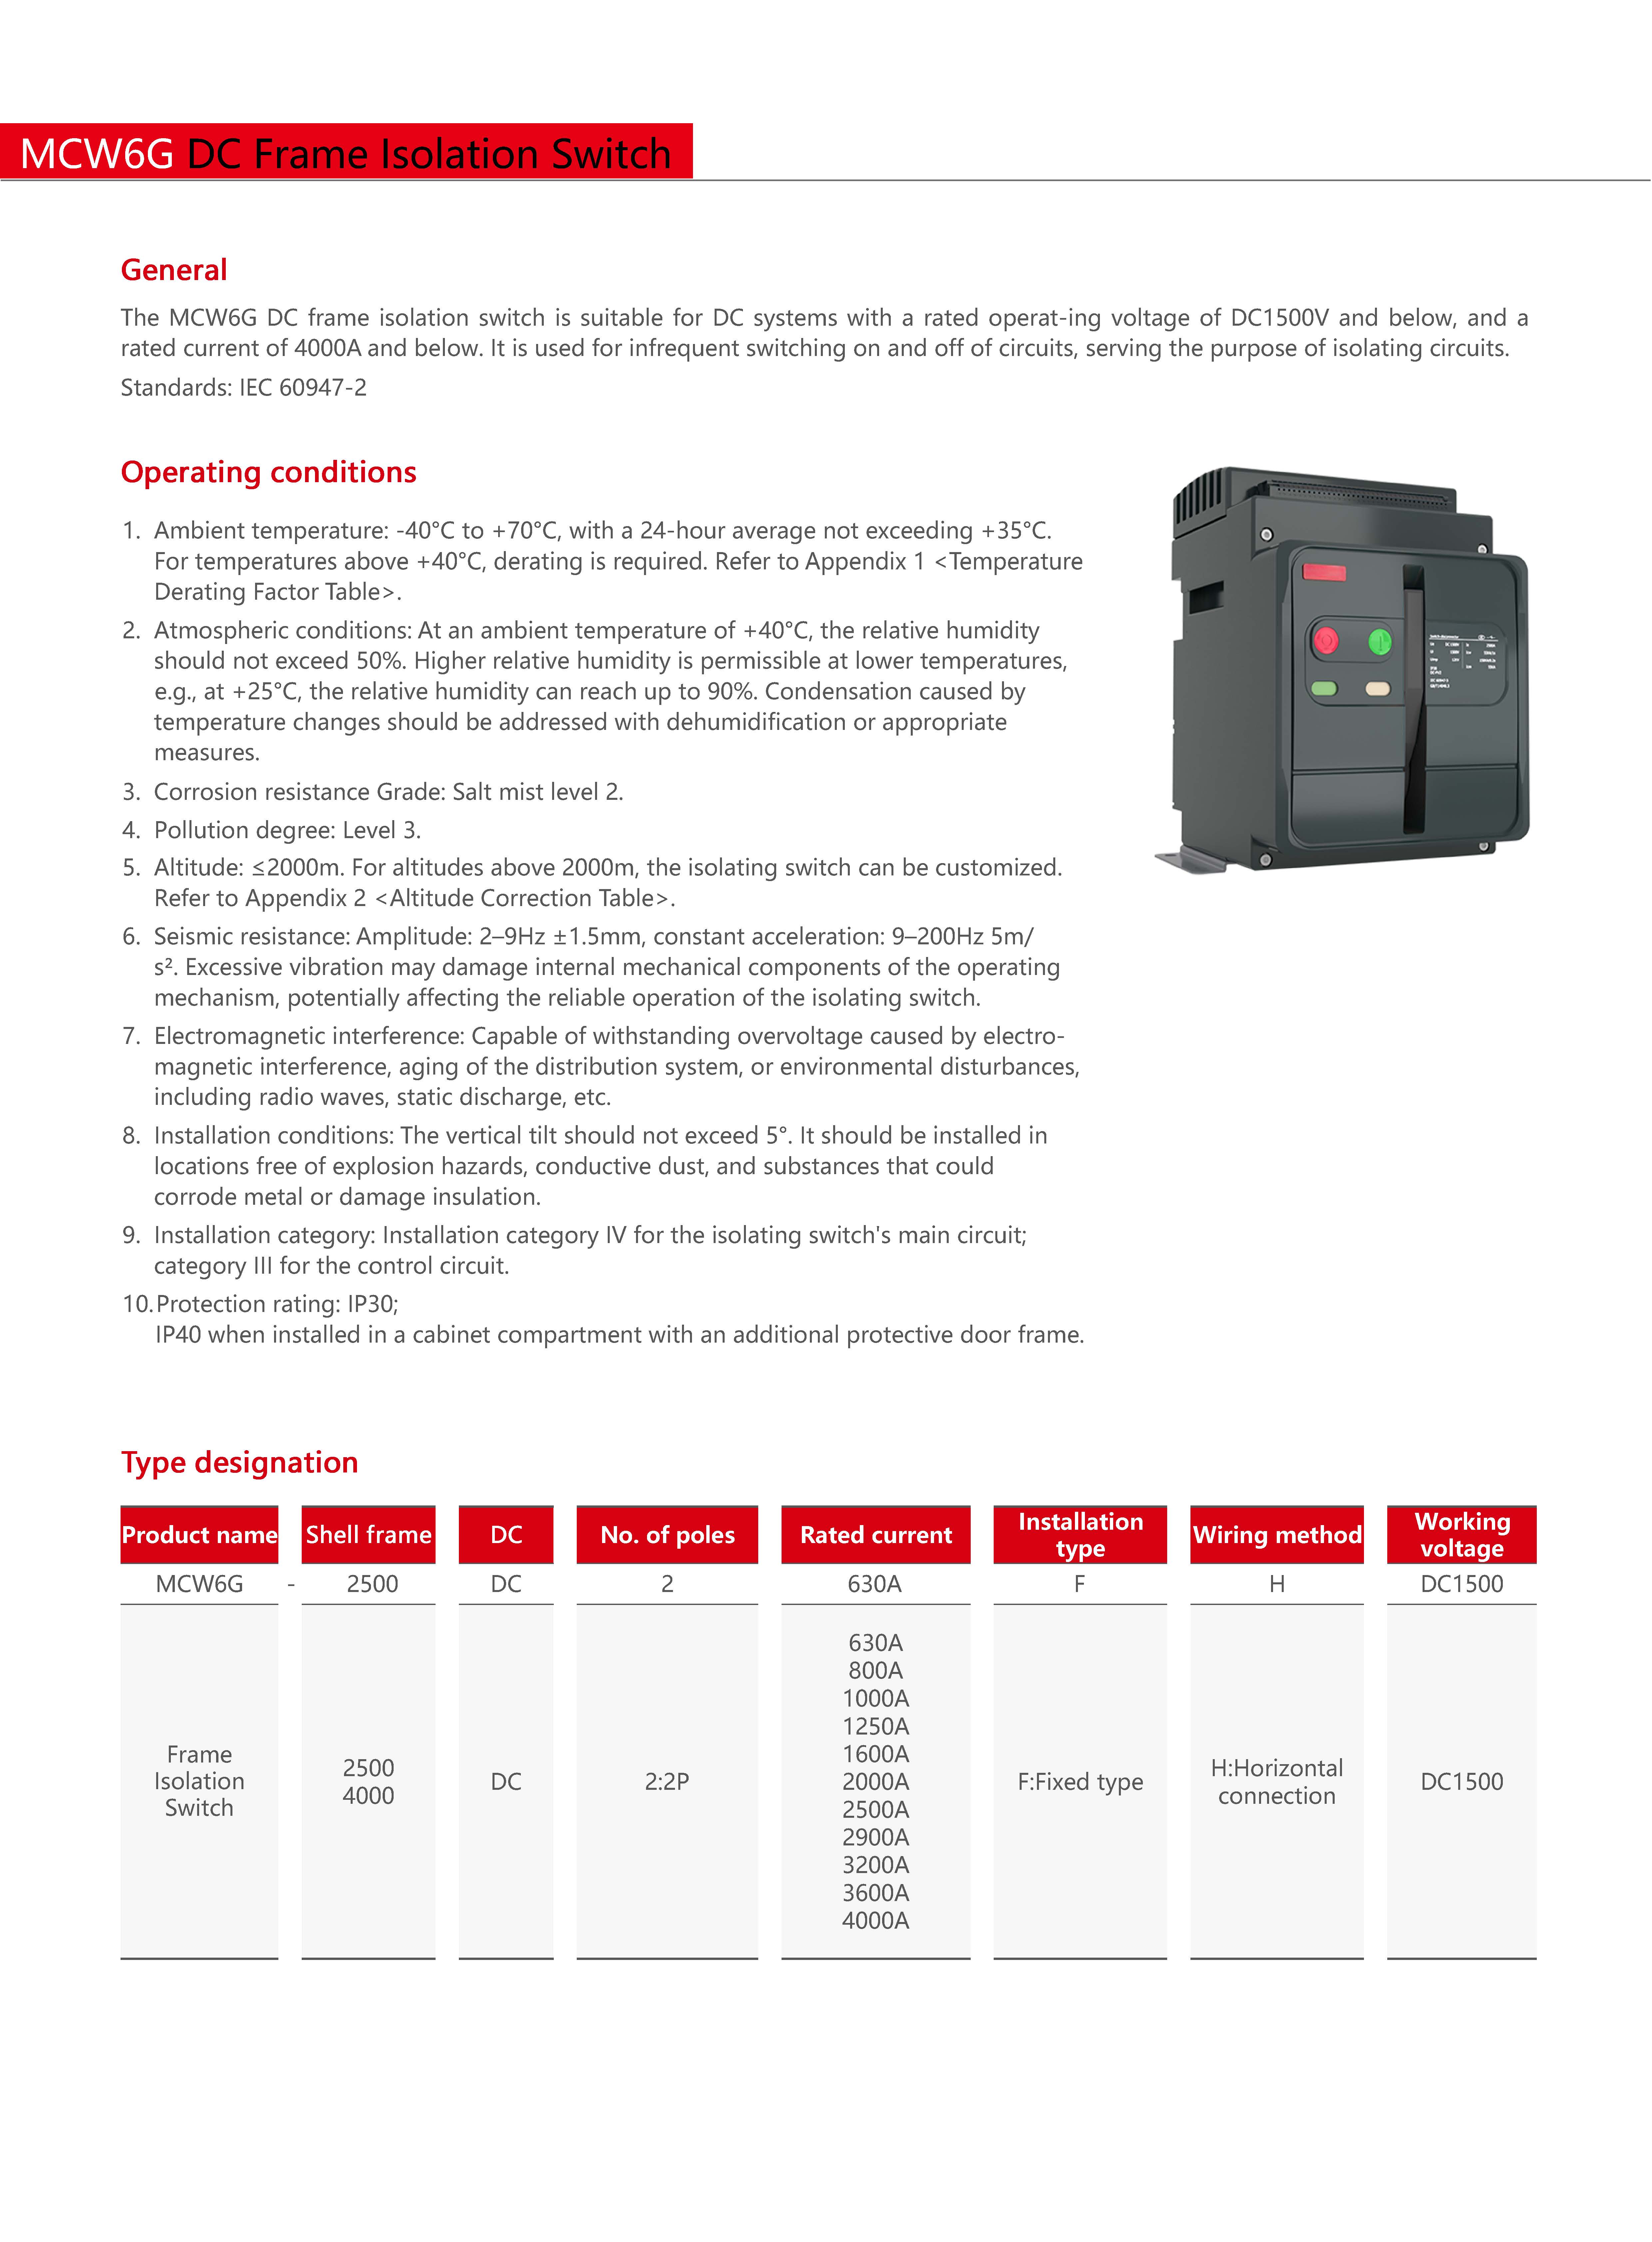 MCW6G DC Frame Isolation Switch
General
The MCW6G DC frame isolation switch is suitable for DC systems with a rated operat-ing voltage of DC1500V and below, and a
rated current of 4000A and below. It is used for infrequent switching on and off of circuits, serving the purpose of isolating circuits.
Standards: IEC 60947-2
Operating conditions
1. Ambient temperature: -40°C to +70°C, with a 24-hour average not exceeding +35°C.
For temperatures above +40°C, derating is required. Refer to Appendix 1 <Temperature
Derating Factor Table>.
2. Atmospheric conditions: At an ambient temperature of +40°C, the relative humidity
should not exceed 50%. Higher relative humidity is permissible at lower temperatures,
e.g., at +25°C, the relative humidity can reach up to 90%. Condensation caused by
temperature changes should be addressed with dehumidification or appropriate
measures.
3. Corrosion resistance Grade: Salt mist level 2.
4. Pollution degree: Level 3.
5. Altitude: ≤2000m. For altitudes above 2000m, the isolating switch can be customized.
Refer to Appendix 2 <Altitude Correction Table>.
6. Seismic resistance: Amplitude: 2–9Hz ±1.5mm, constant acceleration: 9–200Hz 5m/
s². Excessive vibration may damage internal mechanical components of the operating
mechanism, potentially affecting the reliable operation of the isolating switch.
7. Electromagnetic interference: Capable of withstanding overvoltage caused by electro-
magnetic interference, aging of the distribution system, or environmental disturbances,
including radio waves, static discharge, etc.
8. Installation conditions: The vertical tilt should not exceed 5°. It should be installed in
locations free of explosion hazards, conductive dust, and substances that could
corrode metal or damage insulation.
9. Installation category: Installation category IV for the isolating switch's main circuit;
category III for the control circuit.
10. Protection rating: IP30;
IP40 when installed in a cabinet compartment with an additional protective door frame.
Type designation
Product name Shell frame DC No. of poles Rated current Installation type Wiring method Working voltage
MCW6G - 2500 DC 2 630A F H DC1500
Frame
Isolation
Switch
2500
4000
DC
2:2P
630A
800A
1000A
1250A
1600A
2000A
2500A
2900A
3200A
3600A
4000A
F:Fixed type
H:Horizontal
connection
DC1500